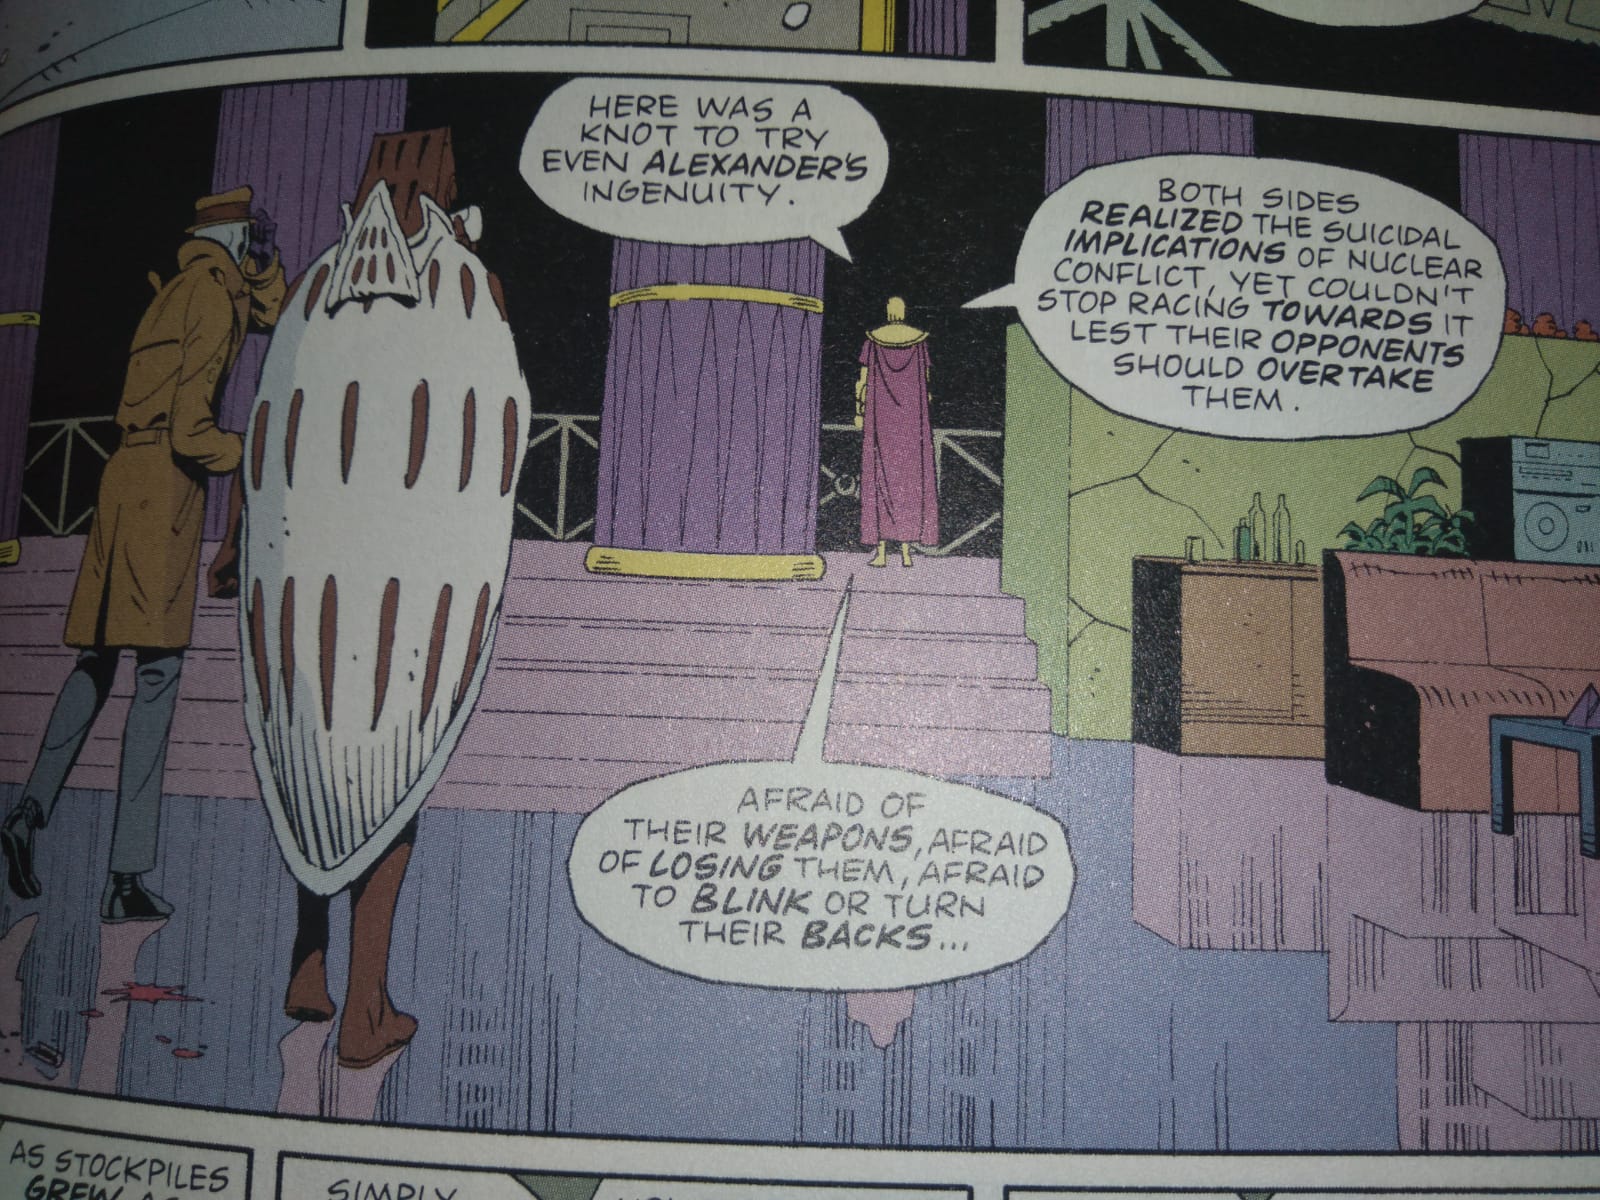 HERE WAS A
KNOT TO TRY
EVEN ALEXANDER'S
INGENUITY.
BOTH SIDES
REALIZED THE SUICIDAL
IMPLICATIONS OF NUCLEAR
CONFLICT, YET COULDN'T
STOP RACING TOWARDS IT
LEST THEIR OPPONENTS
SHOULD OVERTAKE
THEM.
AFRAID OF
THEIR WEAPONS, AFRAID
OF LOSING THEM, AFRAID
TO BLINK OR TURN
THEIR BACKS...
AS STOCKPILES
GREW
SIMPLY